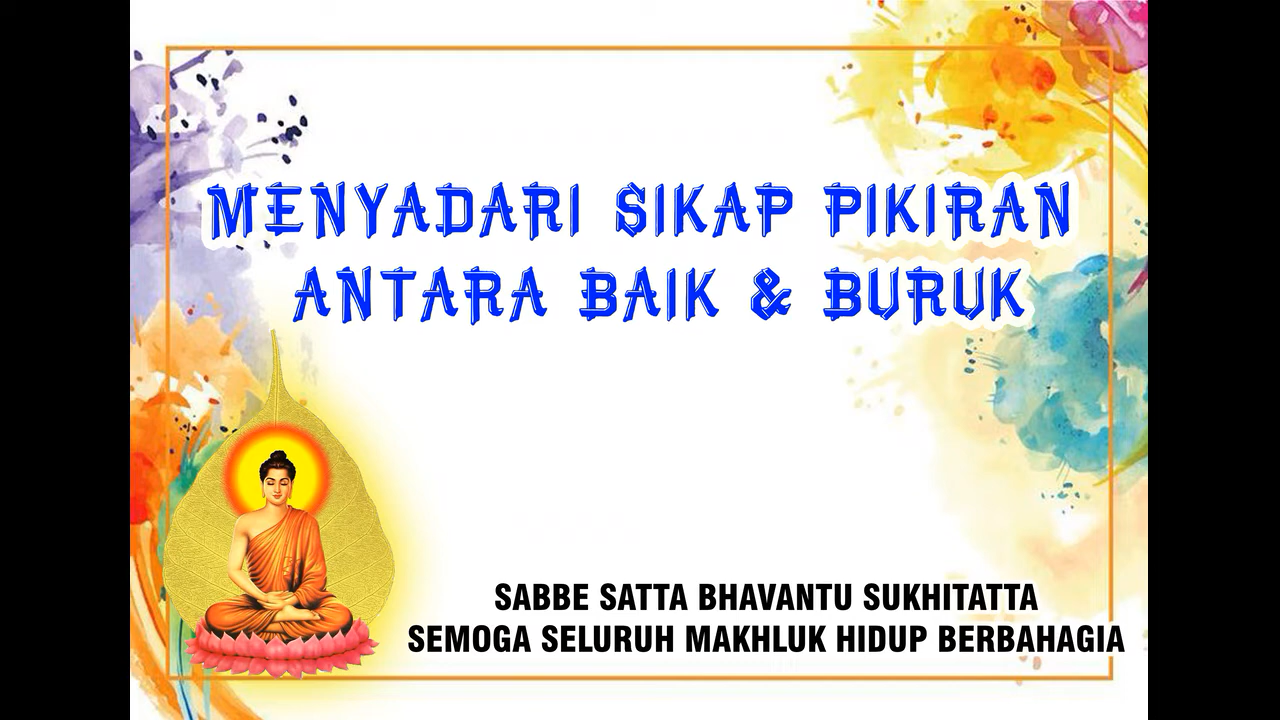 MENYADARI SIKAP PIKIRAN
ANTARA BAIK & BURUK
SABBE SATTA BHAVANTU SUKHITATTA
SEMOGA SELURUH MAKHLUK HIDUP BERBAHAGIA